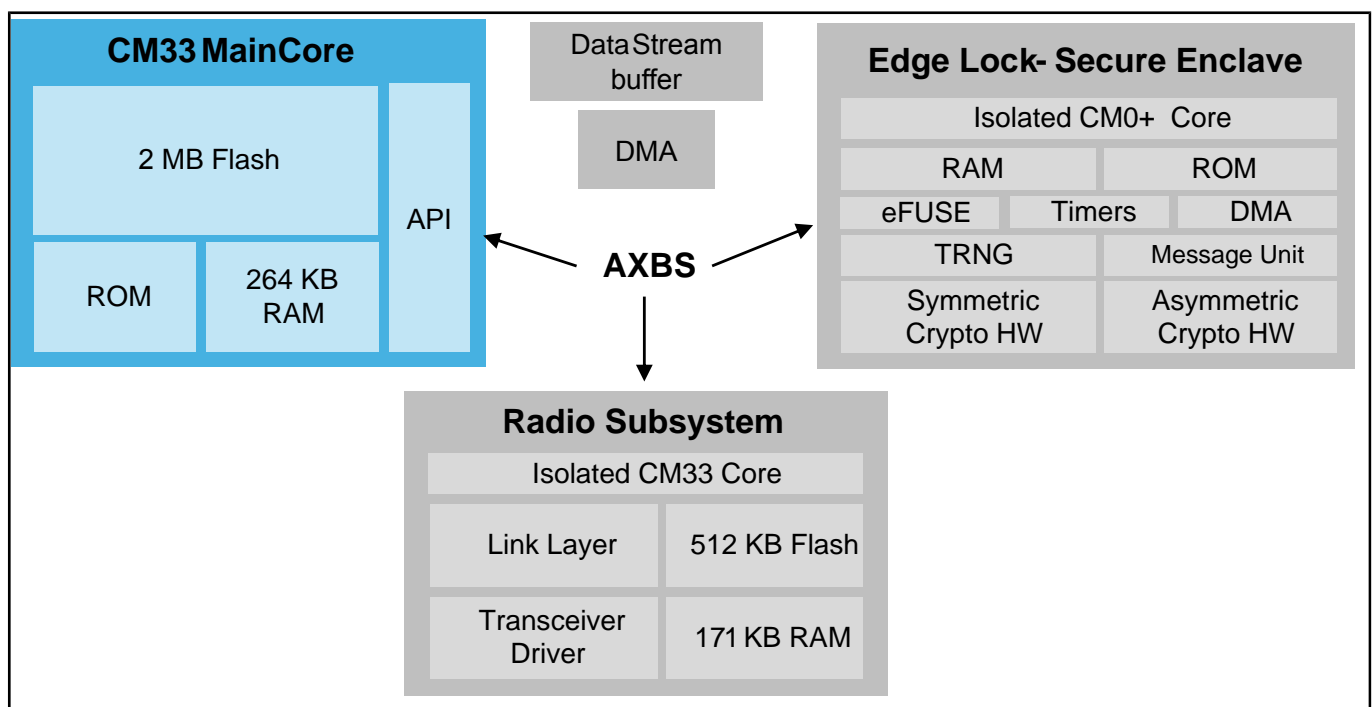 CM33 MainCore
2 MB Flash
API
ROM
264 KB
RAM
Data Stream
buffer
DMA
AXBS
Edge Lock- Secure Enclave
Isolated CM0+ Core
RAM
ROM
eFUSE
Timers
DMA
TRNG
Message Unit
Symmetric
Crypto HW
Asymmetric
Crypto HW
Radio Subsystem
Isolated CM33 Core
Link Layer
512 KB Flash
Transceiver
Driver
171 KB RAM